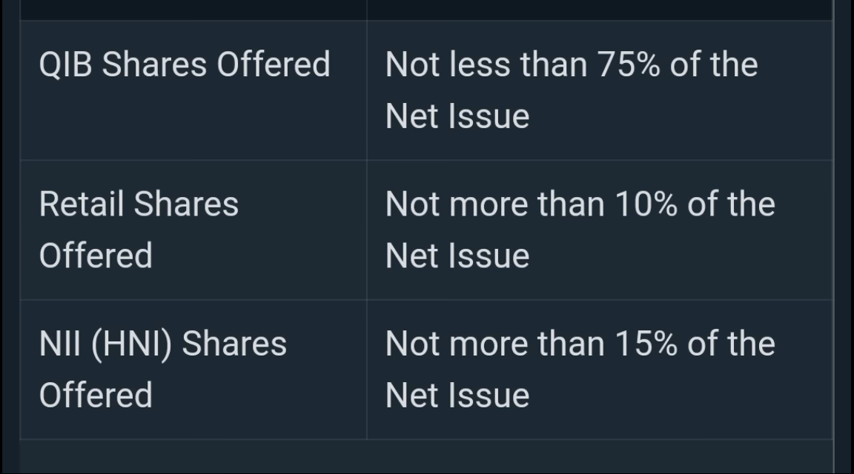 QIB Shares Offered
Not less than 75% of the
Net Issue
Retail Shares
Offered
Not more than 10% of the
Net Issue
NII (HNI) Shares
Offered
Not more than 15% of the
Net Issue